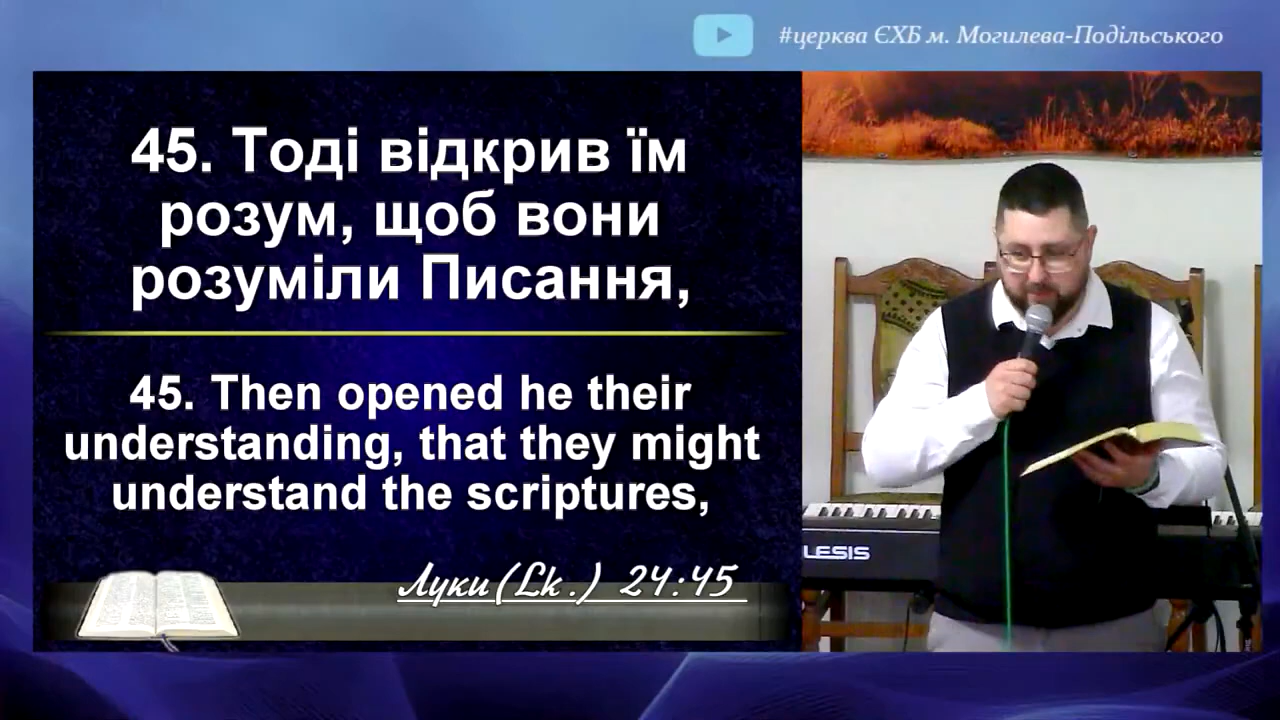 #церква ЄХБ м. Могилева-Подільського
45. Тоді відкрив їм
розум, щоб вони
розуміли Писання,
45. Then opened he their
understanding, that they might
understand the scriptures,
Луки(Lk.) 24:45
LESIS